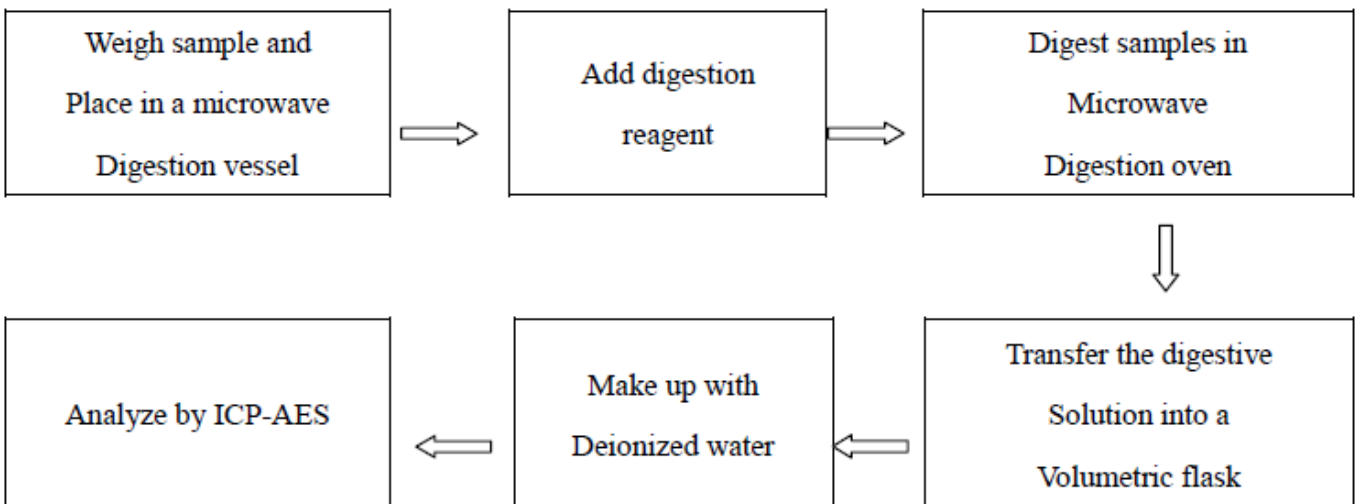 Weigh sample and
Place in a microwave
Digestion vessel
Add digestion
reagent
Digest samples in
Microwave
Digestion oven
Transfer the digestive
Solution into a
Volumetric flask
Make up with
Deionized water
Analyze by ICP-AES